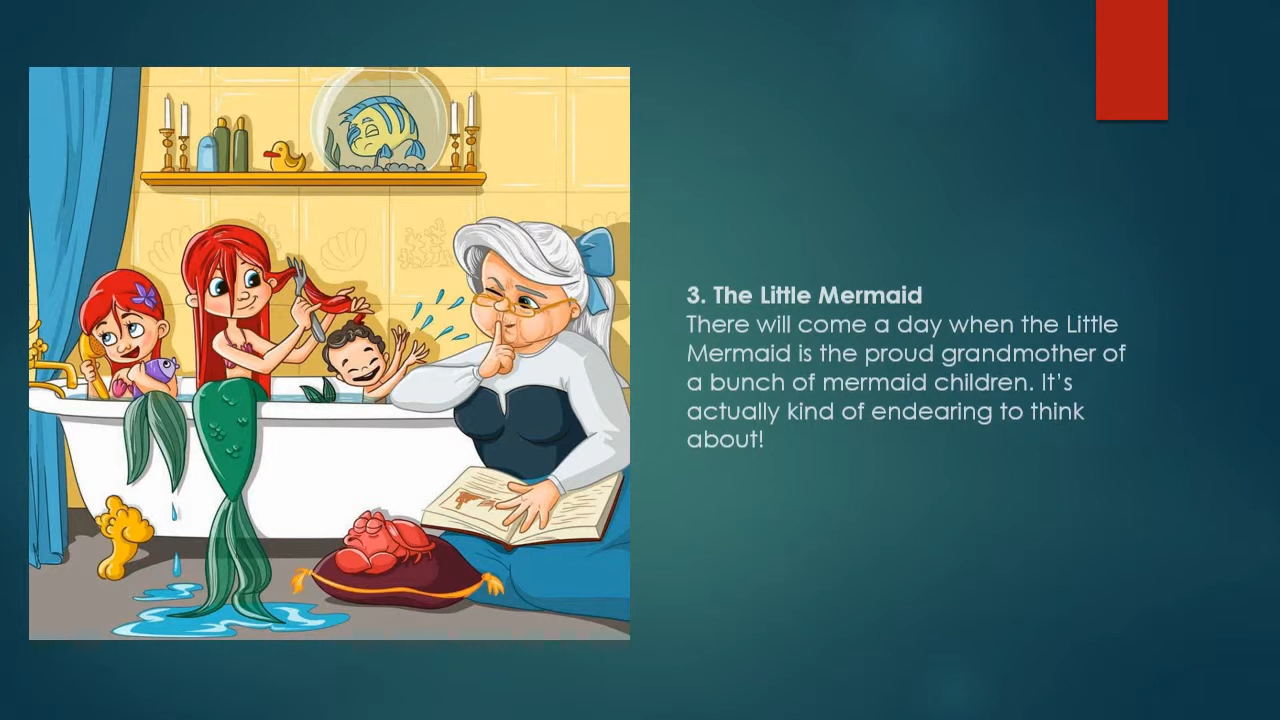 3. The Little Mermaid
There will come a day when the Little
Mermaid is the proud grandmother of
a bunch of mermaid children. It’s
actually kind of endearing to think
about!